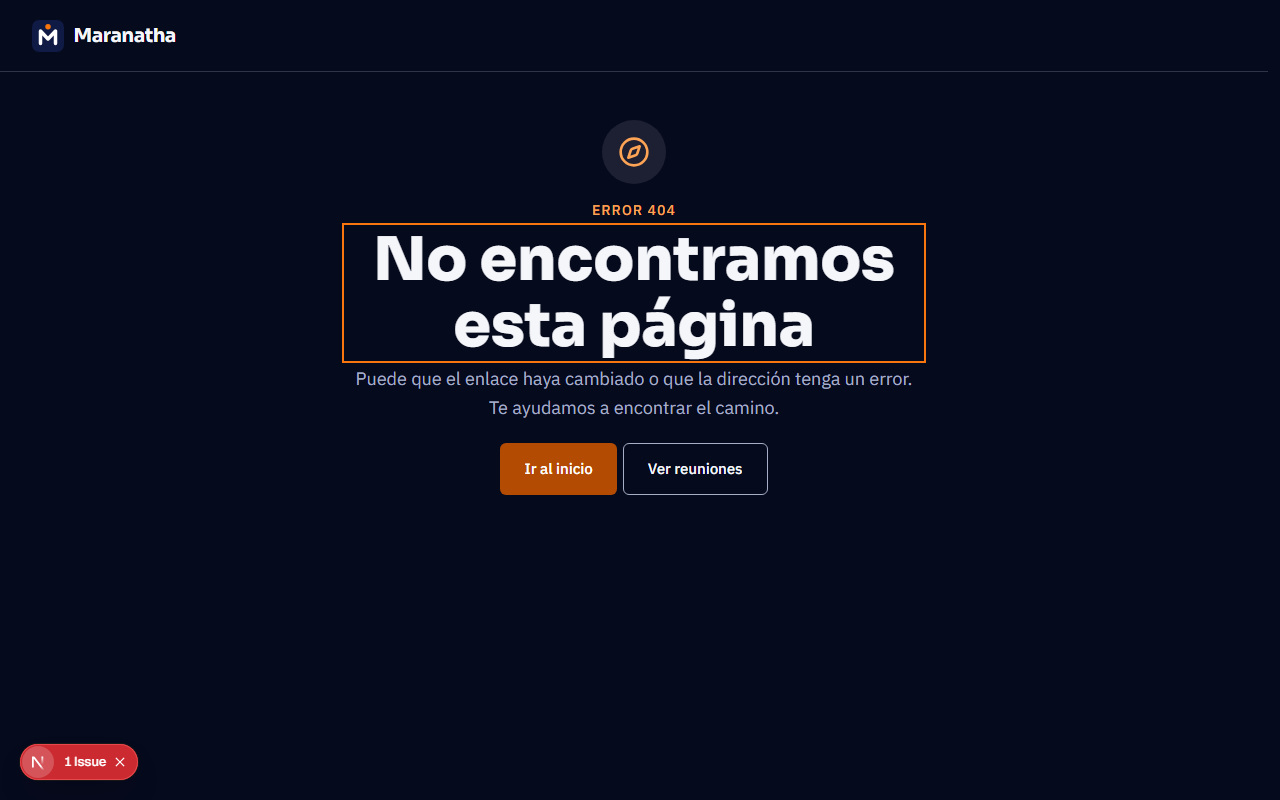 Maranatha
ERROR 404
No encontramos
esta página
Puede que el enlace haya cambiado o que la dirección tenga un error.
Te ayudamos a encontrar el camino.
Ir al inicio
Ver reuniones
N 1 Issue